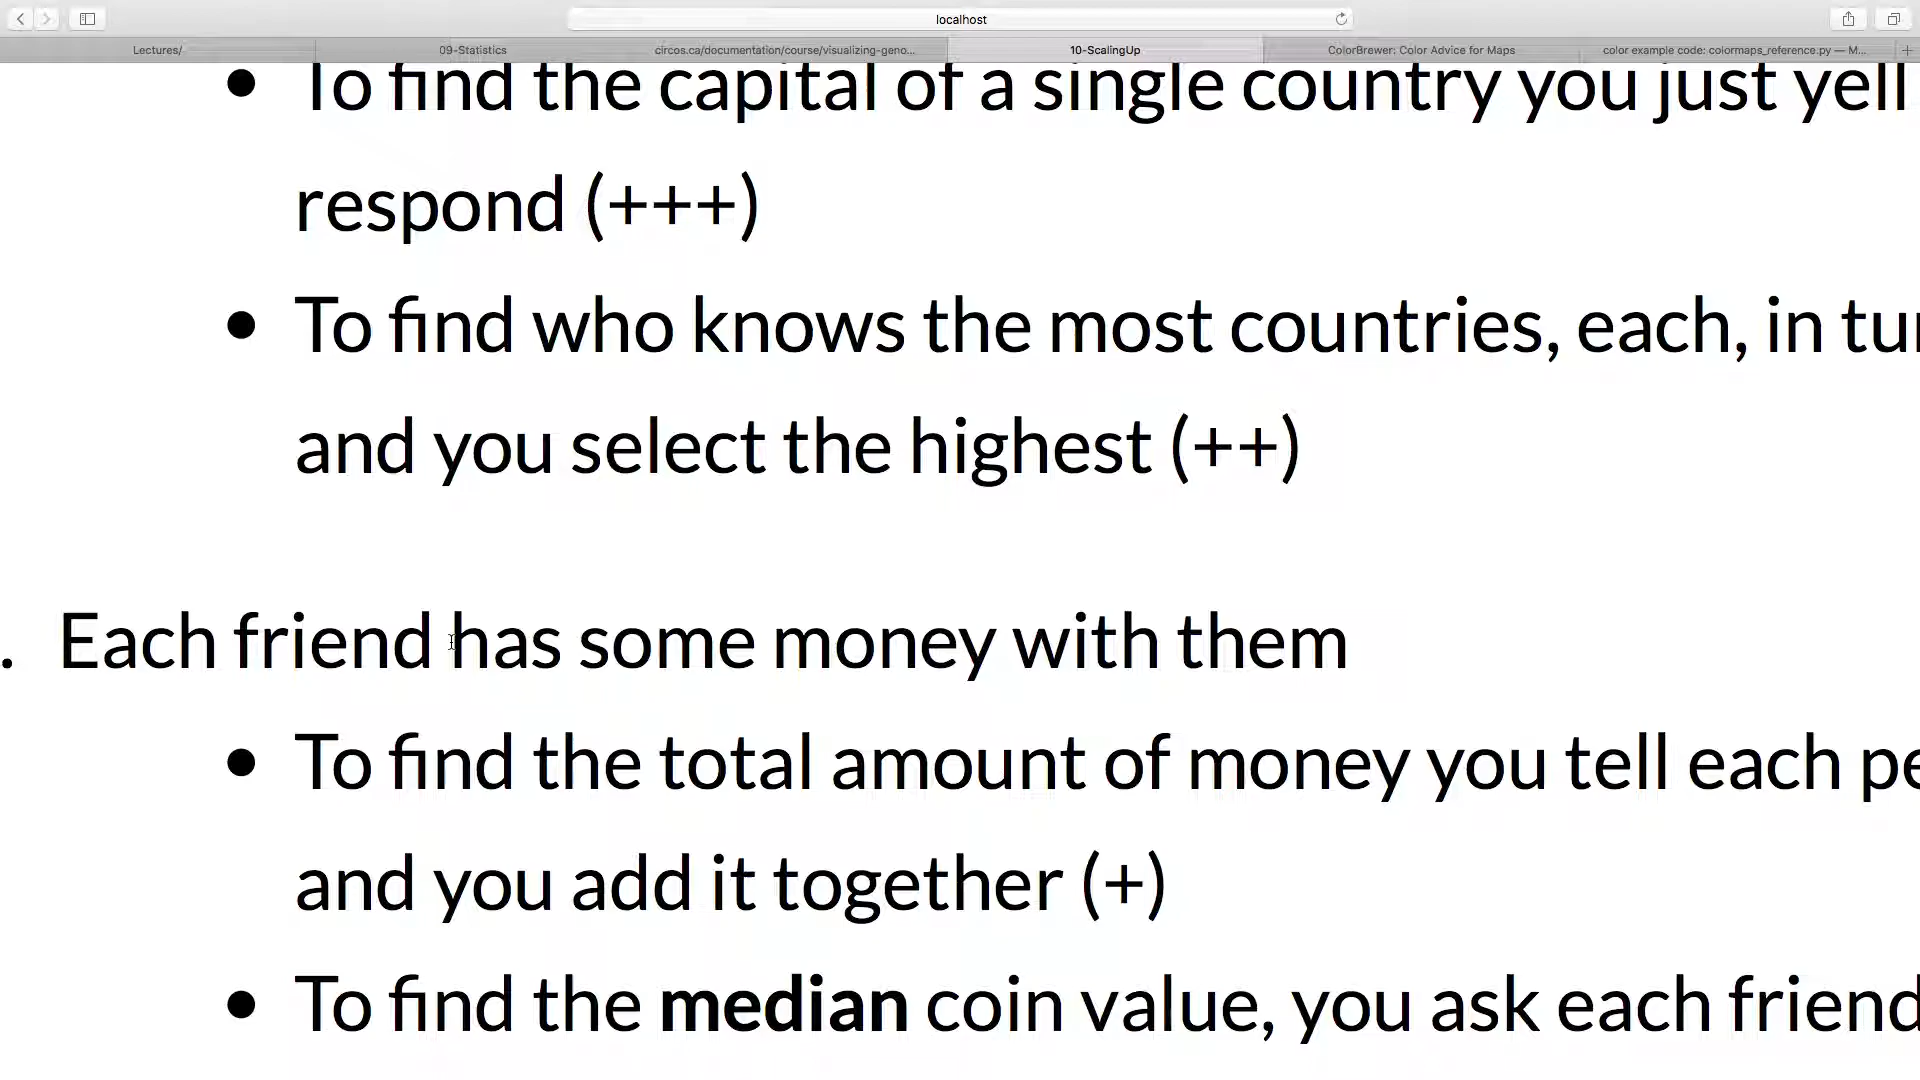 localhost
Lectures/
09-Statistics
circos.ca/documentation/course/visualizing-geno...
10-ScalingUp
ColorBrewer: Color Advice for Maps
color example code: colormaps_reference.py — M...
• To find the capital of a single country you just yell
respond (+++)
• To find who knows the most countries, each, in tu
and you select the highest (++)
. Each friend has some money with them
• To find the total amount of money you tell each pe
and you add it together (+)
• To find the median coin value, you ask each friend